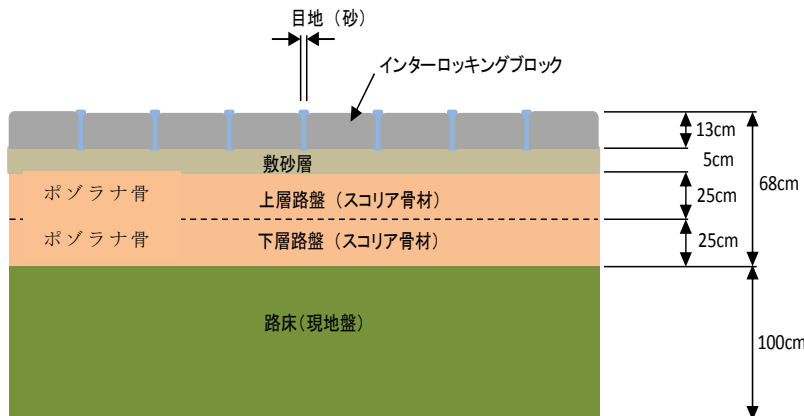 目地（砂）
インターロッキングブロック
13cm
敷砂層
5cm
ポゾラナ骨
上層路盤（スコリア骨材）
25cm
68cm
ポゾラナ骨
下層路盤（スコリア骨材）
25cm
路床(現地盤)
100cm